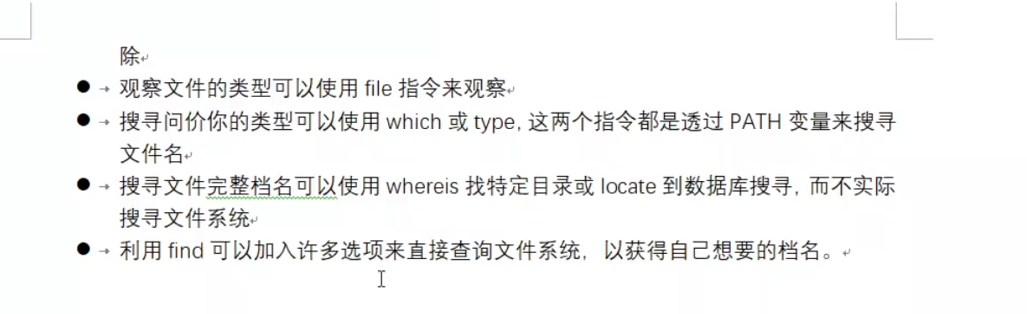 除
● 观察文件的类型可以使用 file 指令来观察
● 搜寻问价你的类型可以使用 which 或 type, 这两个指令都是透过 PATH 变量来搜寻
文件名
● 搜寻文件完整档名可以使用 whereis 找特定目录或 locate 到数据库搜寻, 而不实际
搜寻文件系统
● 利用 find 可以加入许多选项来直接查询文件系统, 以获得自己想要的档名。